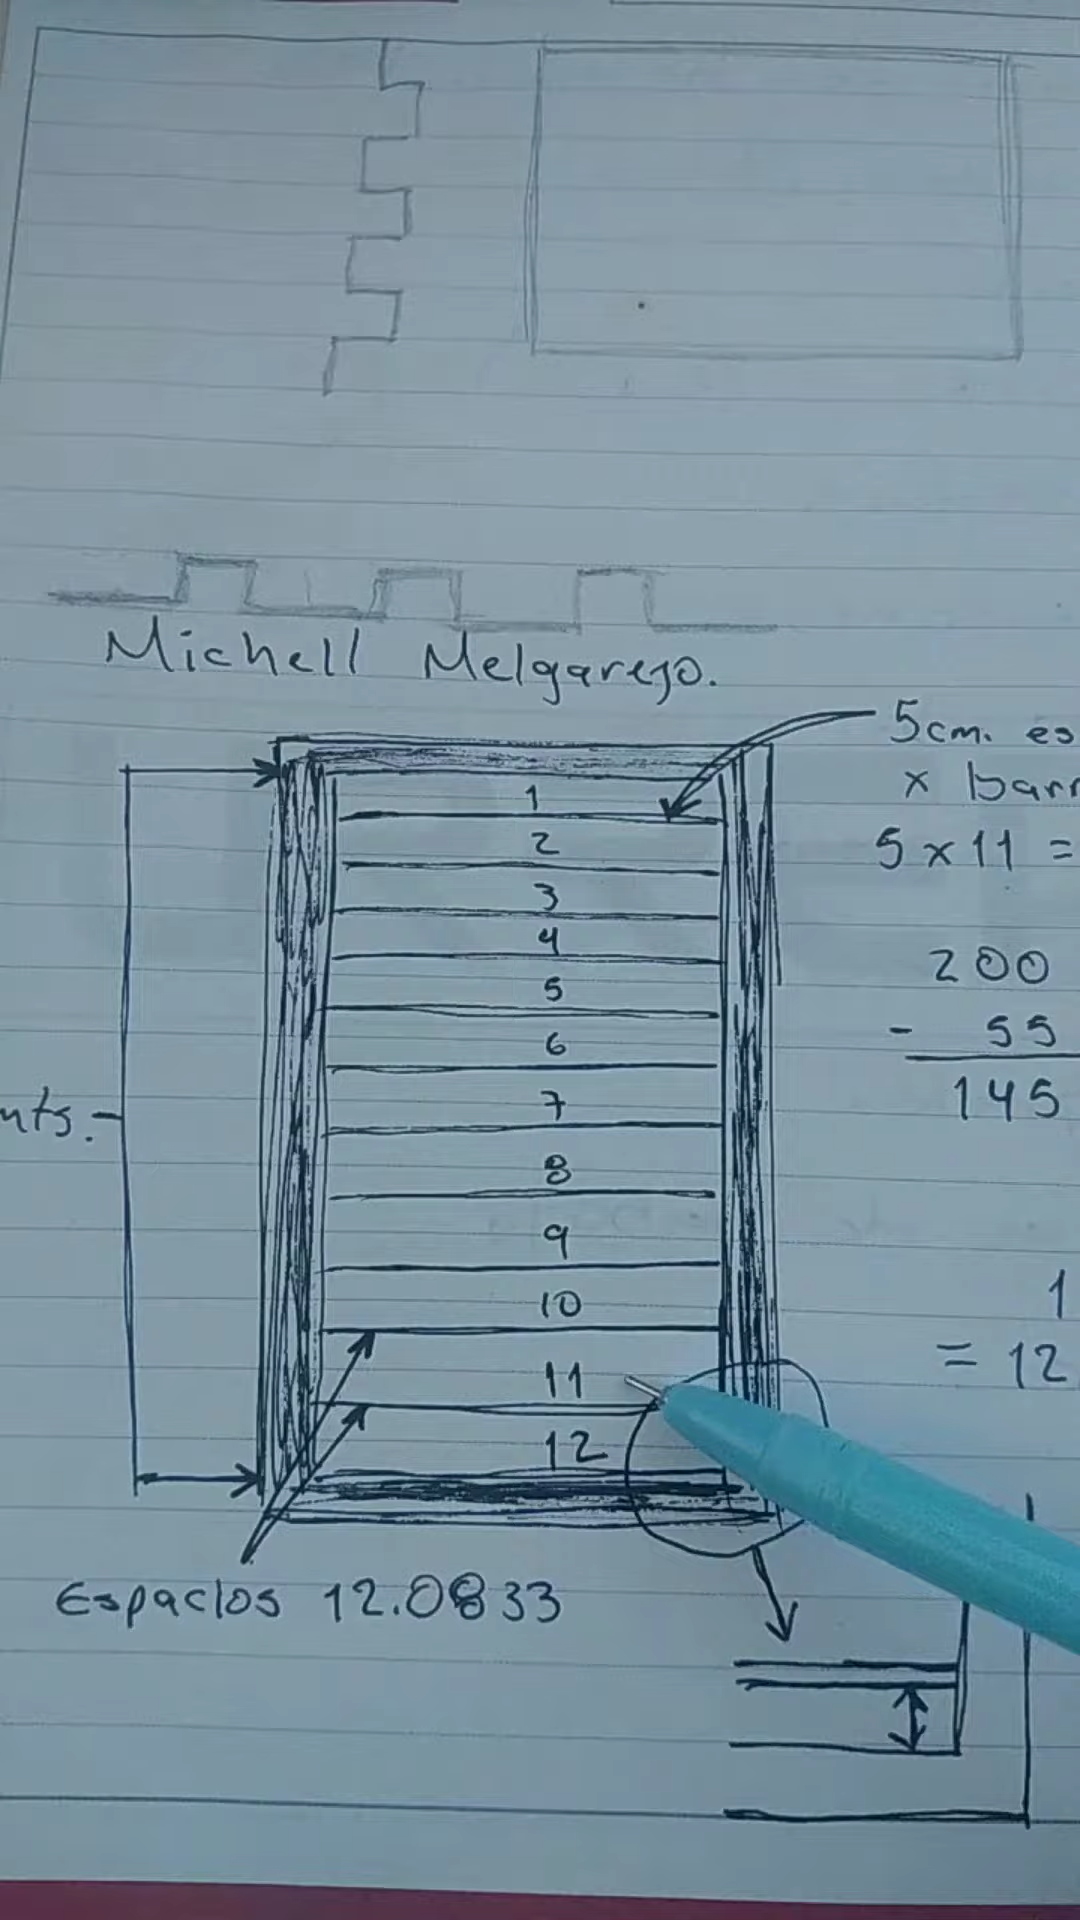 Michell Melgarejo.
5cm. es
x barr
5 x 11 =
200
- 55
145
1
= 12
1
2
3
4
5
6
7
8
9
10
11
12
nts.
Espacios 12.0833